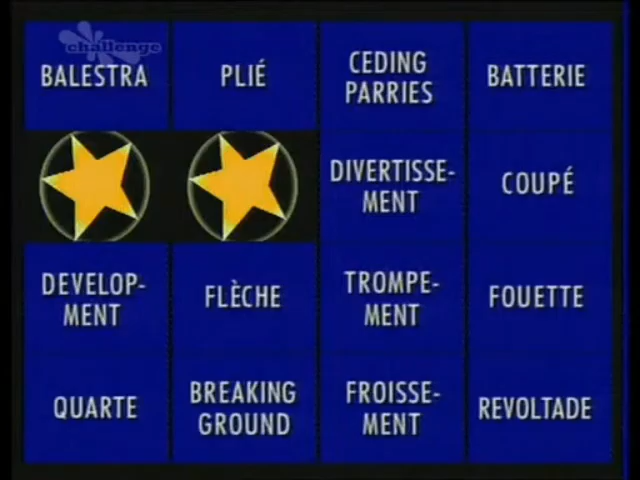 challenge
BALESTRA
PLIÉ
CEDING
PARRIES
BATTERIE
DIVERTISSE-
MENT
COUPÉ
DEVELOP-
MENT
FLÈCHE
TROMPE-
MENT
FOUETTE
QUARTE
BREAKING
GROUND
FROISSE-
MENT
REVOLTADE